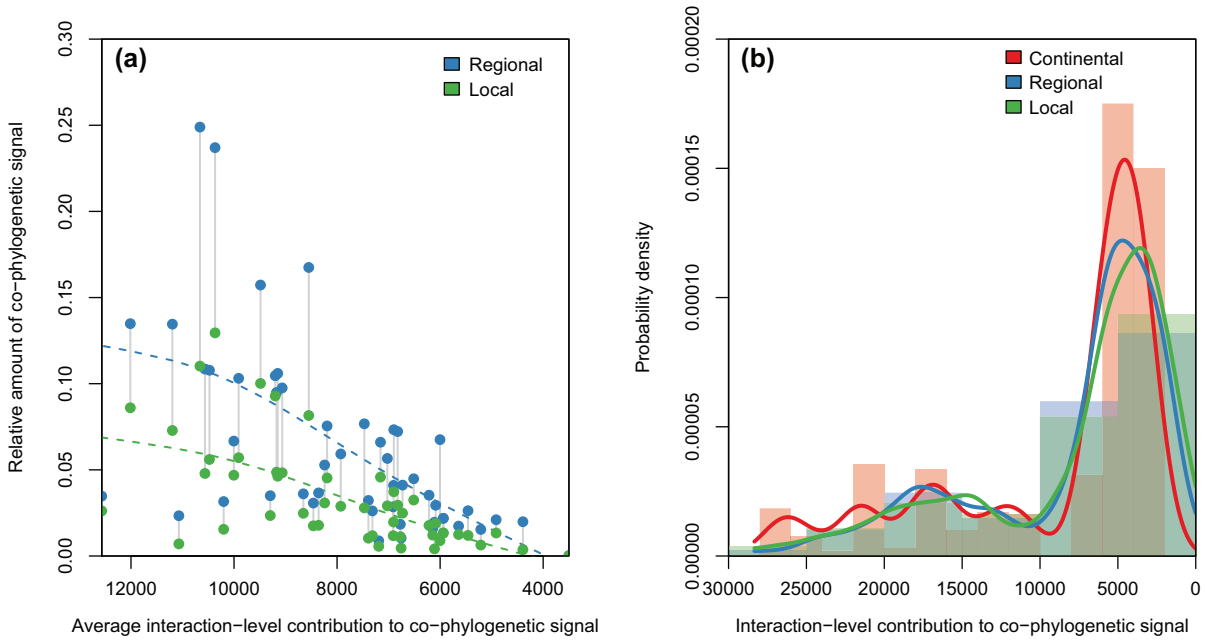 (a)
Regional
Local
0.30
0.25
0.20
0.15
0.10
0.05
0.00
Relative amount of co−phylogenetic signal
12000 10000 8000 6000 4000
Average interaction−level contribution to co−phylogenetic signal
(b)
Continental
Regional
Local
0.00020
0.00015
0.00010
0.00005
0.00000
Probability density
30000 25000 20000 15000 10000 5000 0
Interaction−level contribution to co−phylogenetic signal